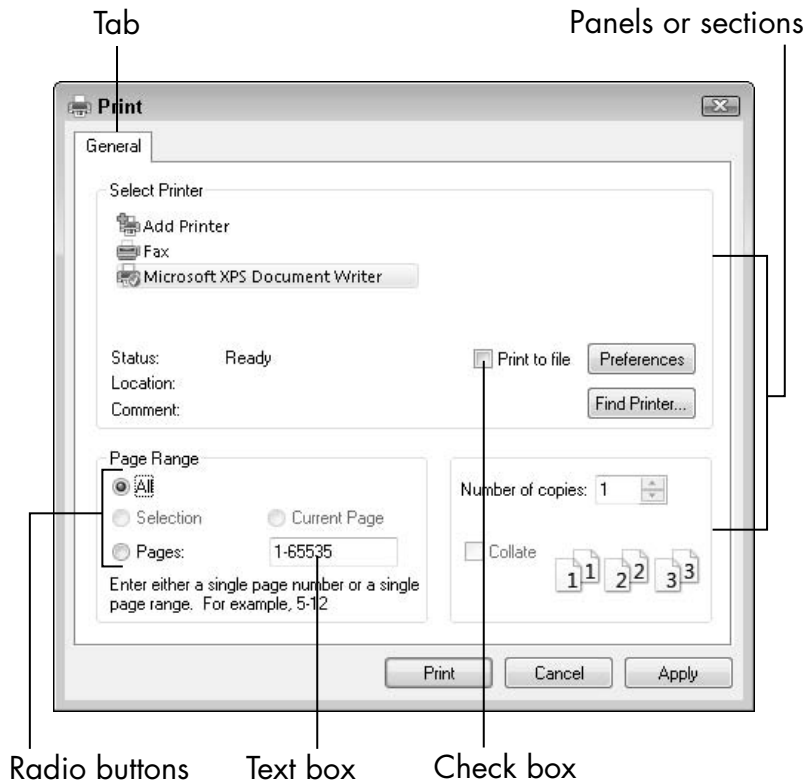 Tab
Panels or sections
Print
General
Select Printer
Add Printer
Fax
Microsoft XPS Document Writer
Status: Ready
Print to file
Preferences
Location:
Comment:
Find Printer...
Page Range
All
Selection
Current Page
Pages:
1-65535
Enter either a single page number or a single
page range. For example, 5-12
Number of copies: 1
Collate
1 1 2 2 3 3
Print
Cancel
Apply
Radio buttons
Text box
Check box